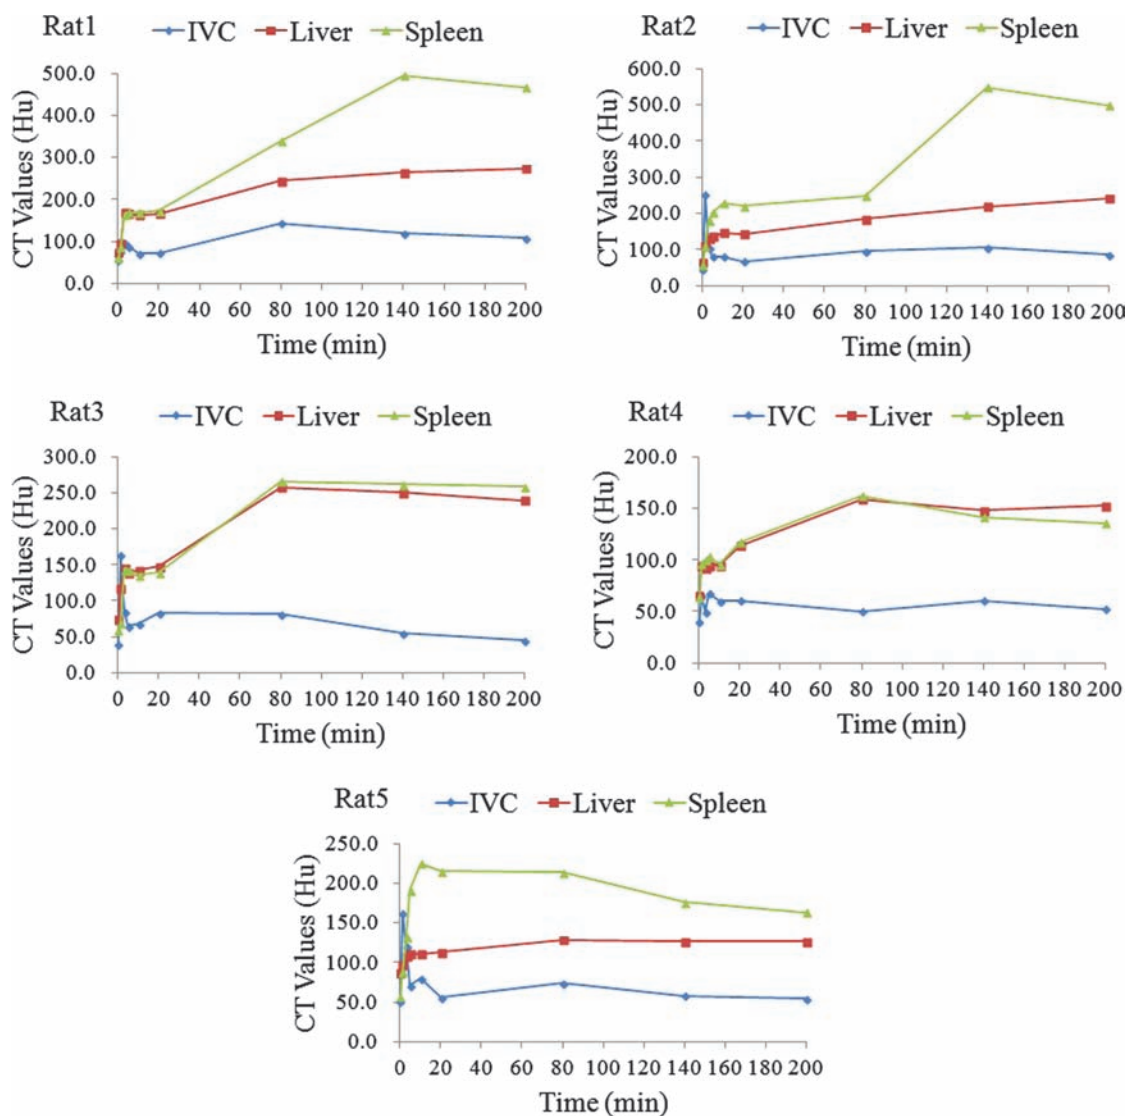 Rat1 IVC Liver Spleen
CT Values (Hu)
500.0
400.0
300.0
200.0
100.0
0.0
0 20 40 60 80 100 120 140 160 180 200
Time (min)
Rat2 IVC Liver Spleen
CT Values (Hu)
600.0
500.0
400.0
300.0
200.0
100.0
0.0
0 20 40 60 80 100 120 140 160 180 200
Time (min)
Rat3 IVC Liver Spleen
CT Values (Hu)
300.0
250.0
200.0
150.0
100.0
50.0
0.0
0 20 40 60 80 100 120 140 160 180 200
Time (min)
Rat4 IVC Liver Spleen
CT Values (Hu)
200.0
150.0
100.0
50.0
0.0
0 20 40 60 80 100 120 140 160 180 200
Time (min)
Rat5 IVC Liver Spleen
CT Values (Hu)
250.0
200.0
150.0
100.0
50.0
0.0
0 20 40 60 80 100 120 140 160 180 200
Time (min)